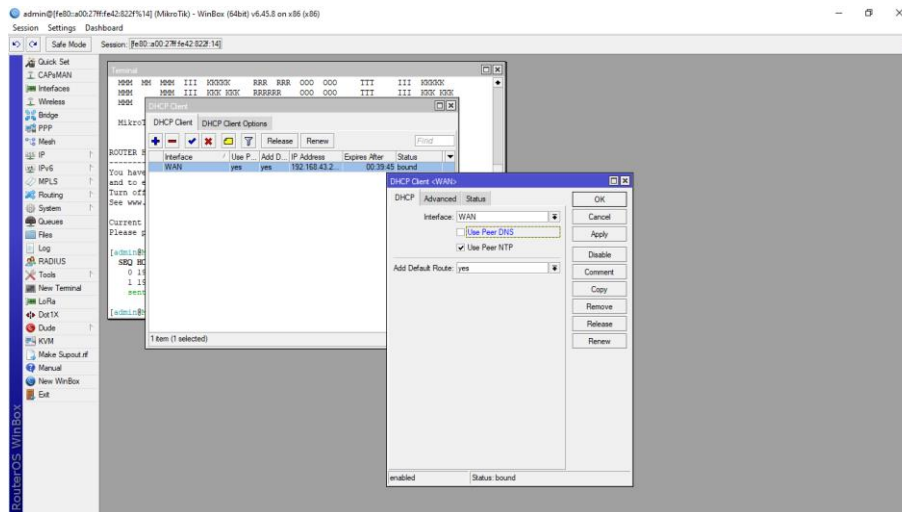 admin@[fe80::a00:27ff:fe42:822f%14] (MikroTik) - WinBox (64bit) v6.45.8 on x86 (x86)
Session Settings Dashboard
Safe Mode Session: [fe80::a00:27ff:fe42:822f:14]
Quick Set
CAPsMAN
Interfaces
Wireless
Bridge
PPP
Mesh
IP
IPv6
MPLS
Routing
System
Queues
Files
Log
RADIUS
Tools
New Terminal
LoRa
Dot1X
Dude
KVM
Make Supout.rif
Manual
New WinBox
Exit
RouterOS WinBox
Terminal
MMM MM MMM III KKKKK RRR RRR OOO OOO TTT III KKKKK
MMM MMM III KKK KKK RRRRRR OOO OOO TTT III KKK KKK
MMM
MikroT
ROUTER H
----------
You have
and to e
Turn off
See www.
Current
Please p
[admin@
SEQ HO
0 19
1 19
sent
[admin@
DHCP Client
DHCP Client DHCP Client Options
Release Renew Find
Interface Use P... Add D... IP Address Expires After Status
WAN yes yes 192.168.43.2... 00:39:45 bound
1 item (1 selected)
DHCP Client <WAN>
DHCP Advanced Status
Interface: WAN
Use Peer DNS
Use Peer NTP
Add Default Route: yes
OK
Cancel
Apply
Disable
Comment
Copy
Remove
Release
Renew
enabled Status: bound